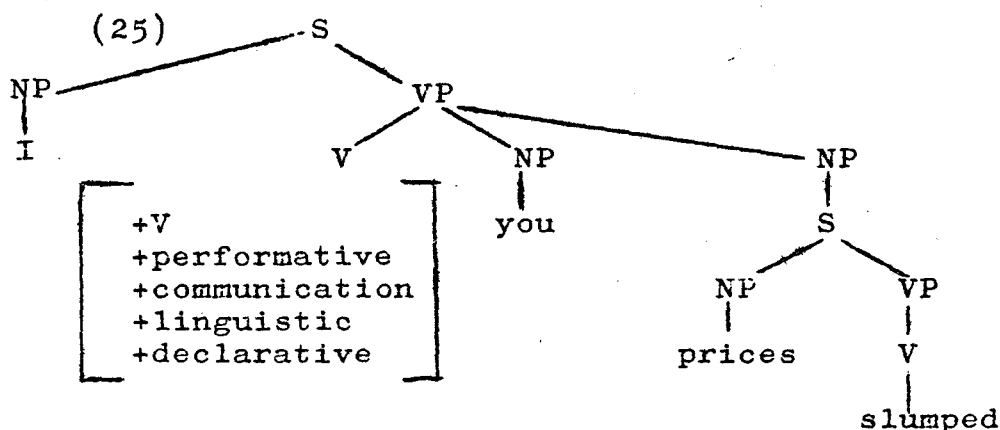 (25) S
NP VP
I V NP NP
+V you S
+performative
+communication NP VP
+linguistic
+declarative prices V
slumped